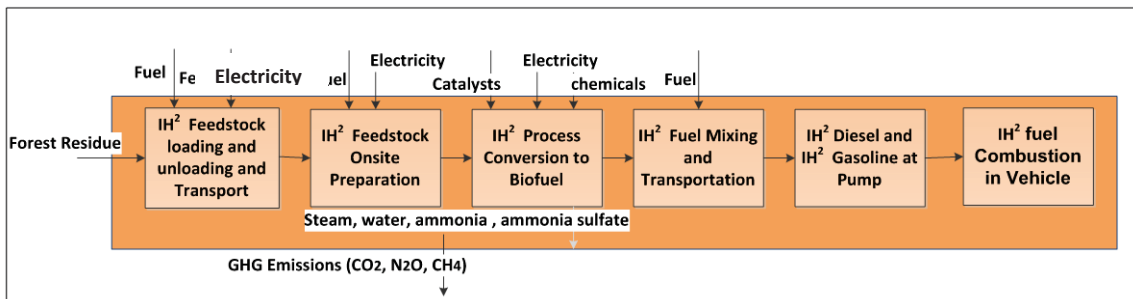 Electricity
Electricity
Fuel
Electricity
Catalysts
chemicals
Fuel
Forest Residue
IH2 Feedstock
loading and
unloading and
Transport
IH2 Feedstock
Onsite
Preparation
IH2 Process
Conversion to
Biofuel
IH2 Fuel Mixing
and
Transportation
IH2 Diesel and
IH2 Gasoline at
Pump
IH2 fuel
Combustion
in Vehicle
Steam, water, ammonia , ammonia sulfate
GHG Emissions (CO2, N2O, CH4)